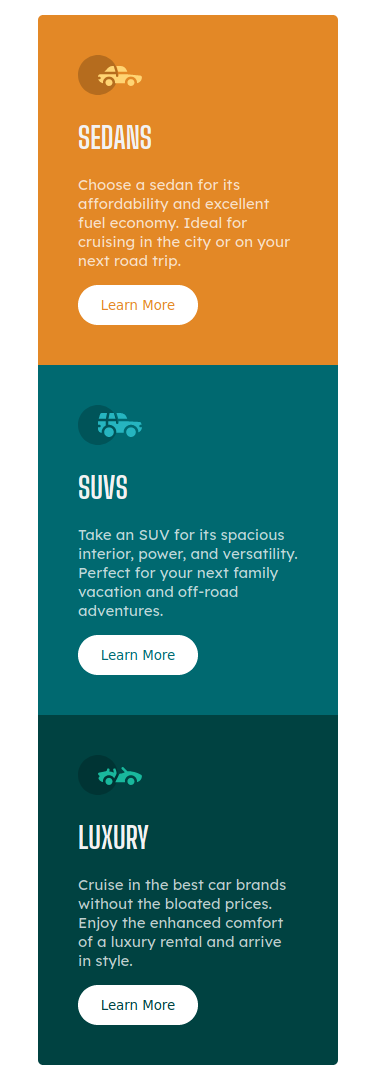 SEDANS
Choose a sedan for its
affordability and excellent
fuel economy. Ideal for
cruising in the city or on your
next road trip.
Learn More
SUVS
Take an SUV for its spacious
interior, power, and versatility.
Perfect for your next family
vacation and off-road
adventures.
Learn More
LUXURY
Cruise in the best car brands
without the bloated prices.
Enjoy the enhanced comfort
of a luxury rental and arrive
in style.
Learn More